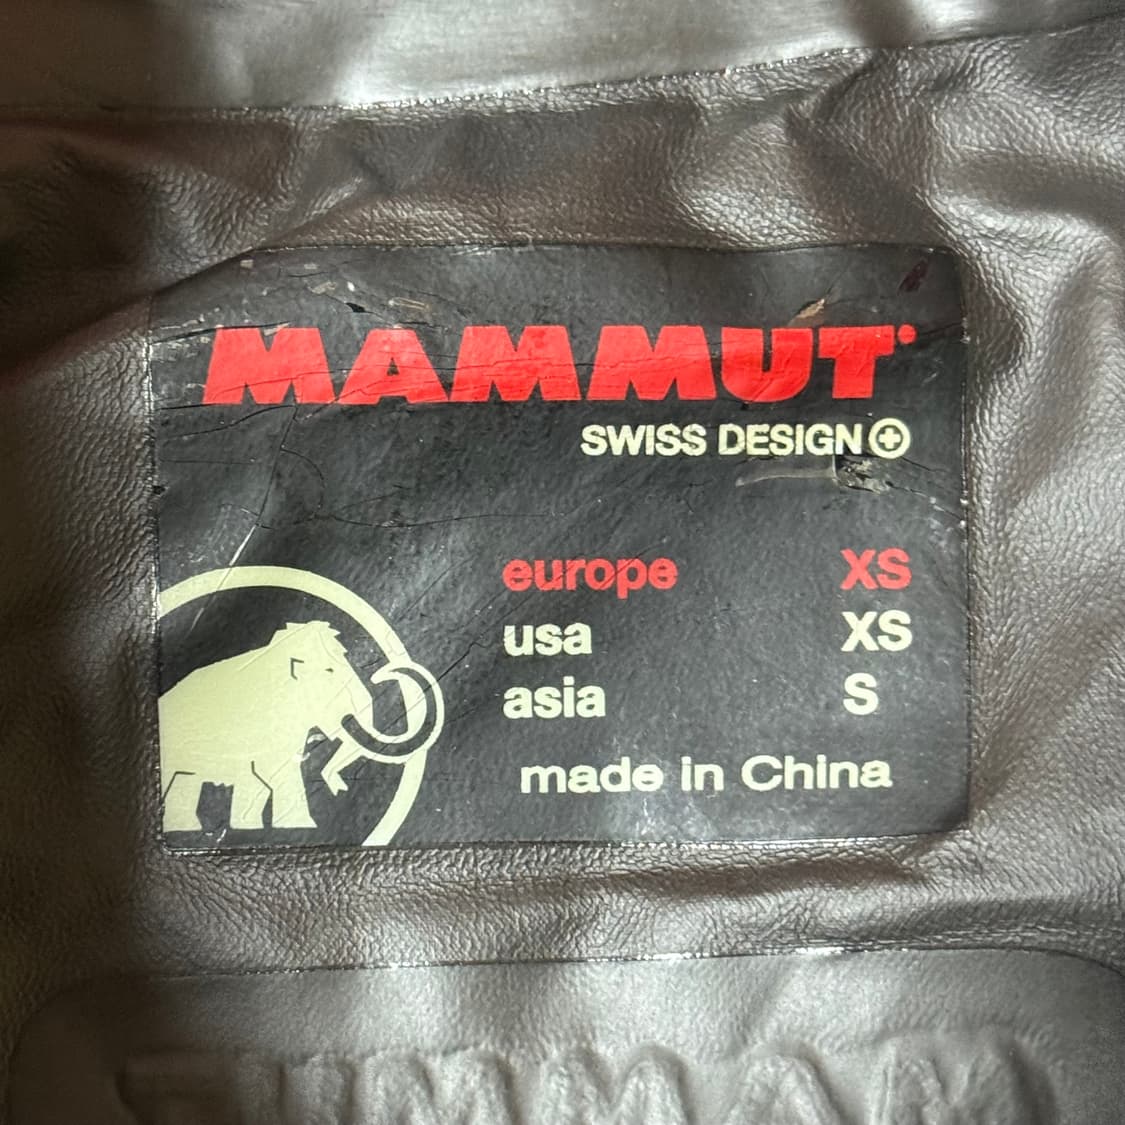 MAMMUT
SWISS DESIGN
europe XS
usa XS
asia S
made in China